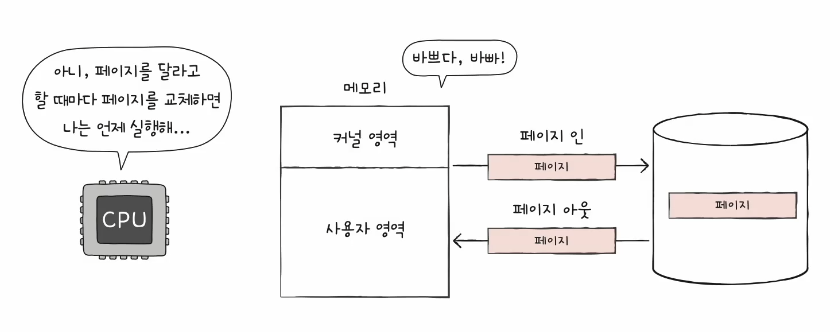 아니, 페이지를 달라고
할 때마다 페이지를 교체하면
나는 언제 실행해...
CPU
바쁘다, 바빠!
메모리
커널 영역
사용자 영역
페이지 인
페이지
페이지 아웃
페이지
페이지